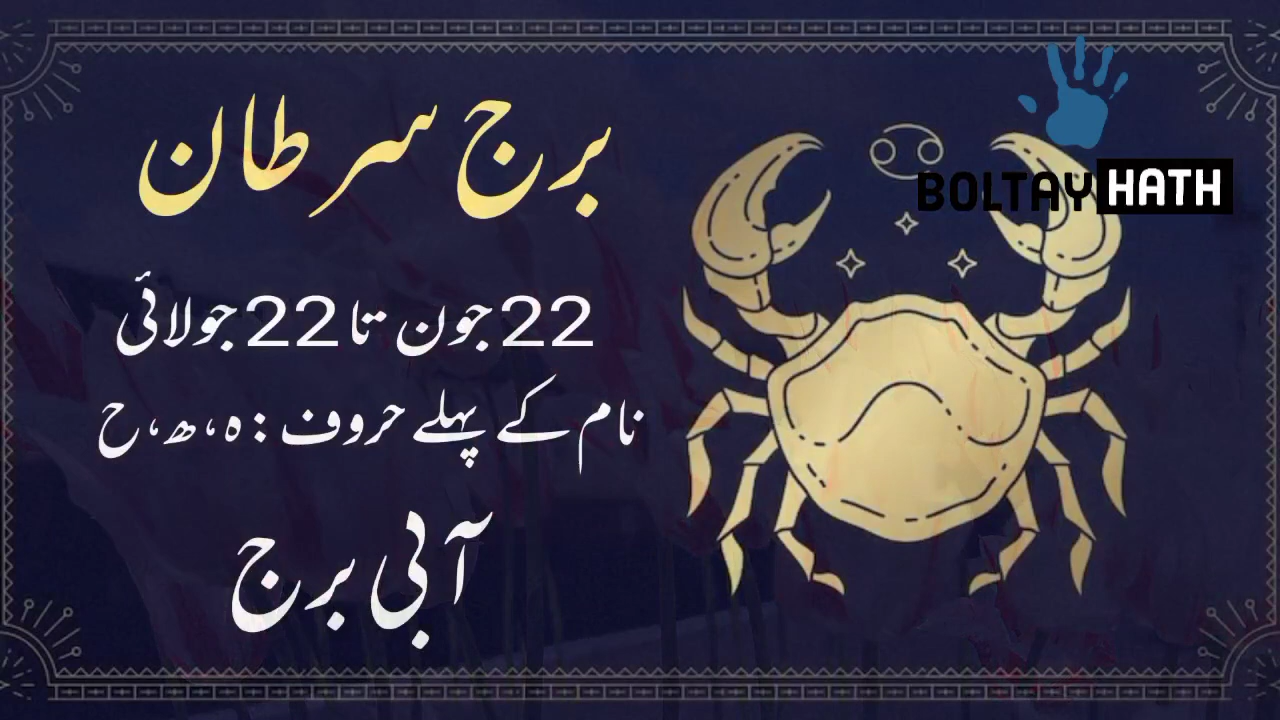 برج سرطان
22 جون تا 22 جولائی
نام کے پہلے حروف : ہ، ھ، ح
آبی برج
BOLTAY HATH